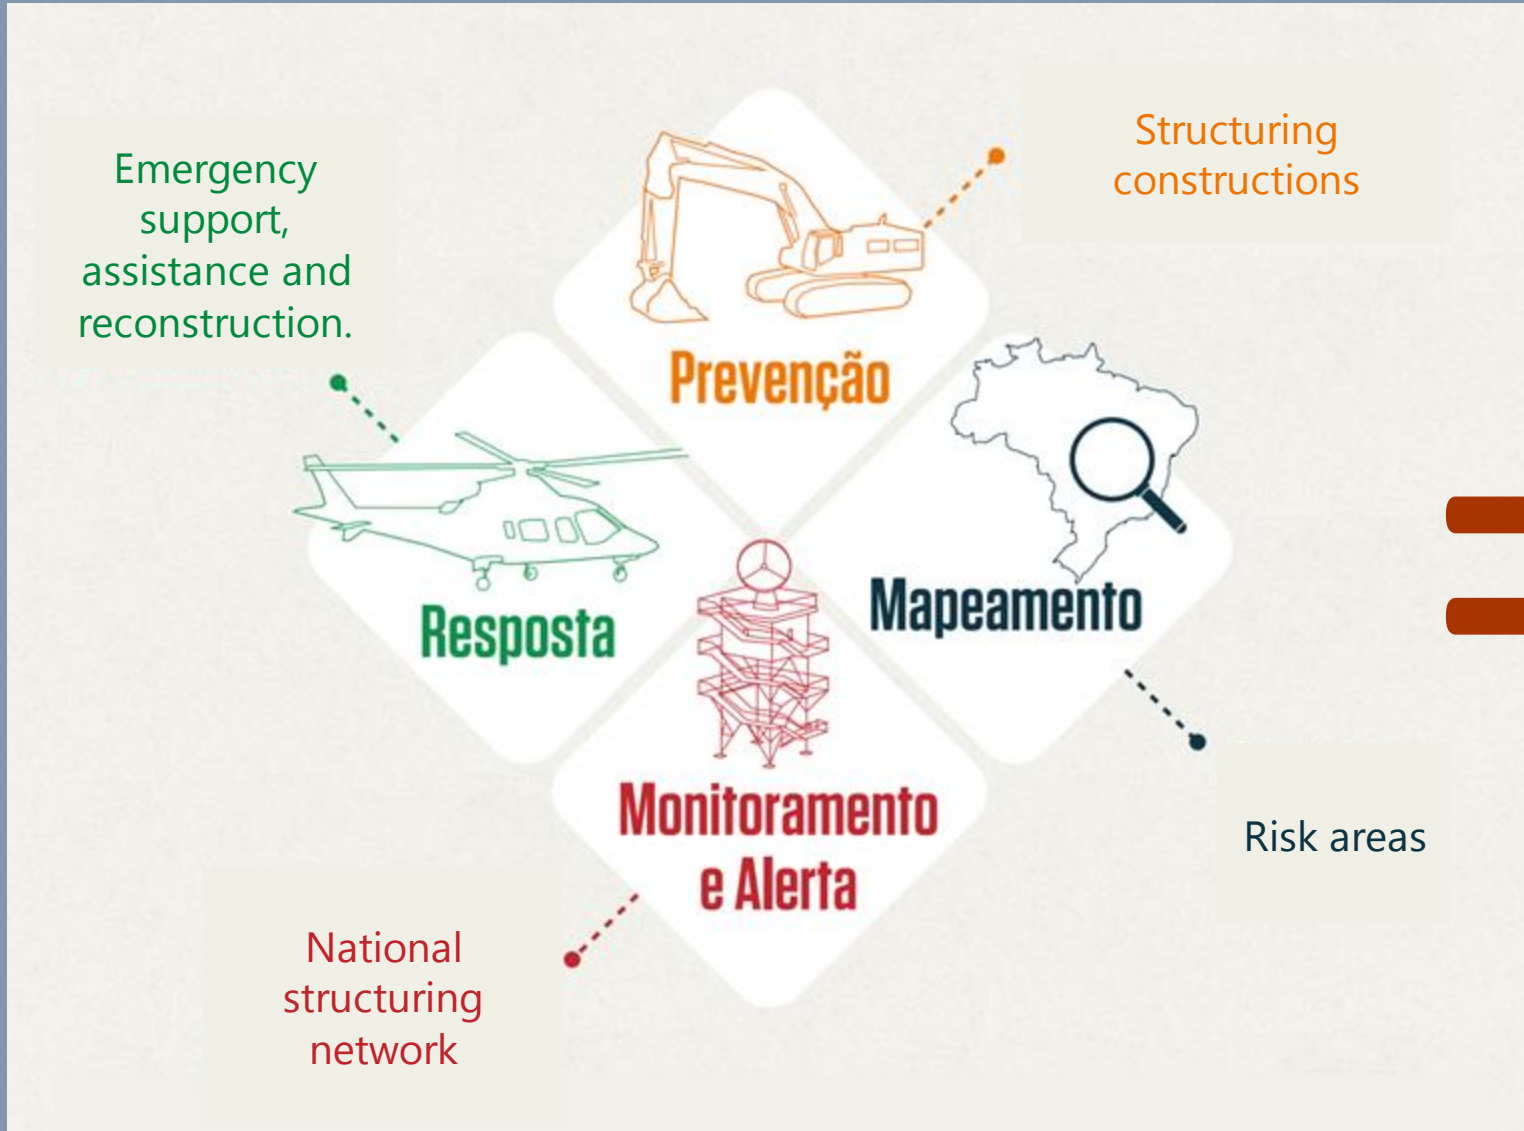 Structuring
constructions
Emergency
support,
assistance and
reconstruction.
Prevenção
Mapeamento
Resposta
Monitoramento
e Alerta
Risk areas
National
structuring
network